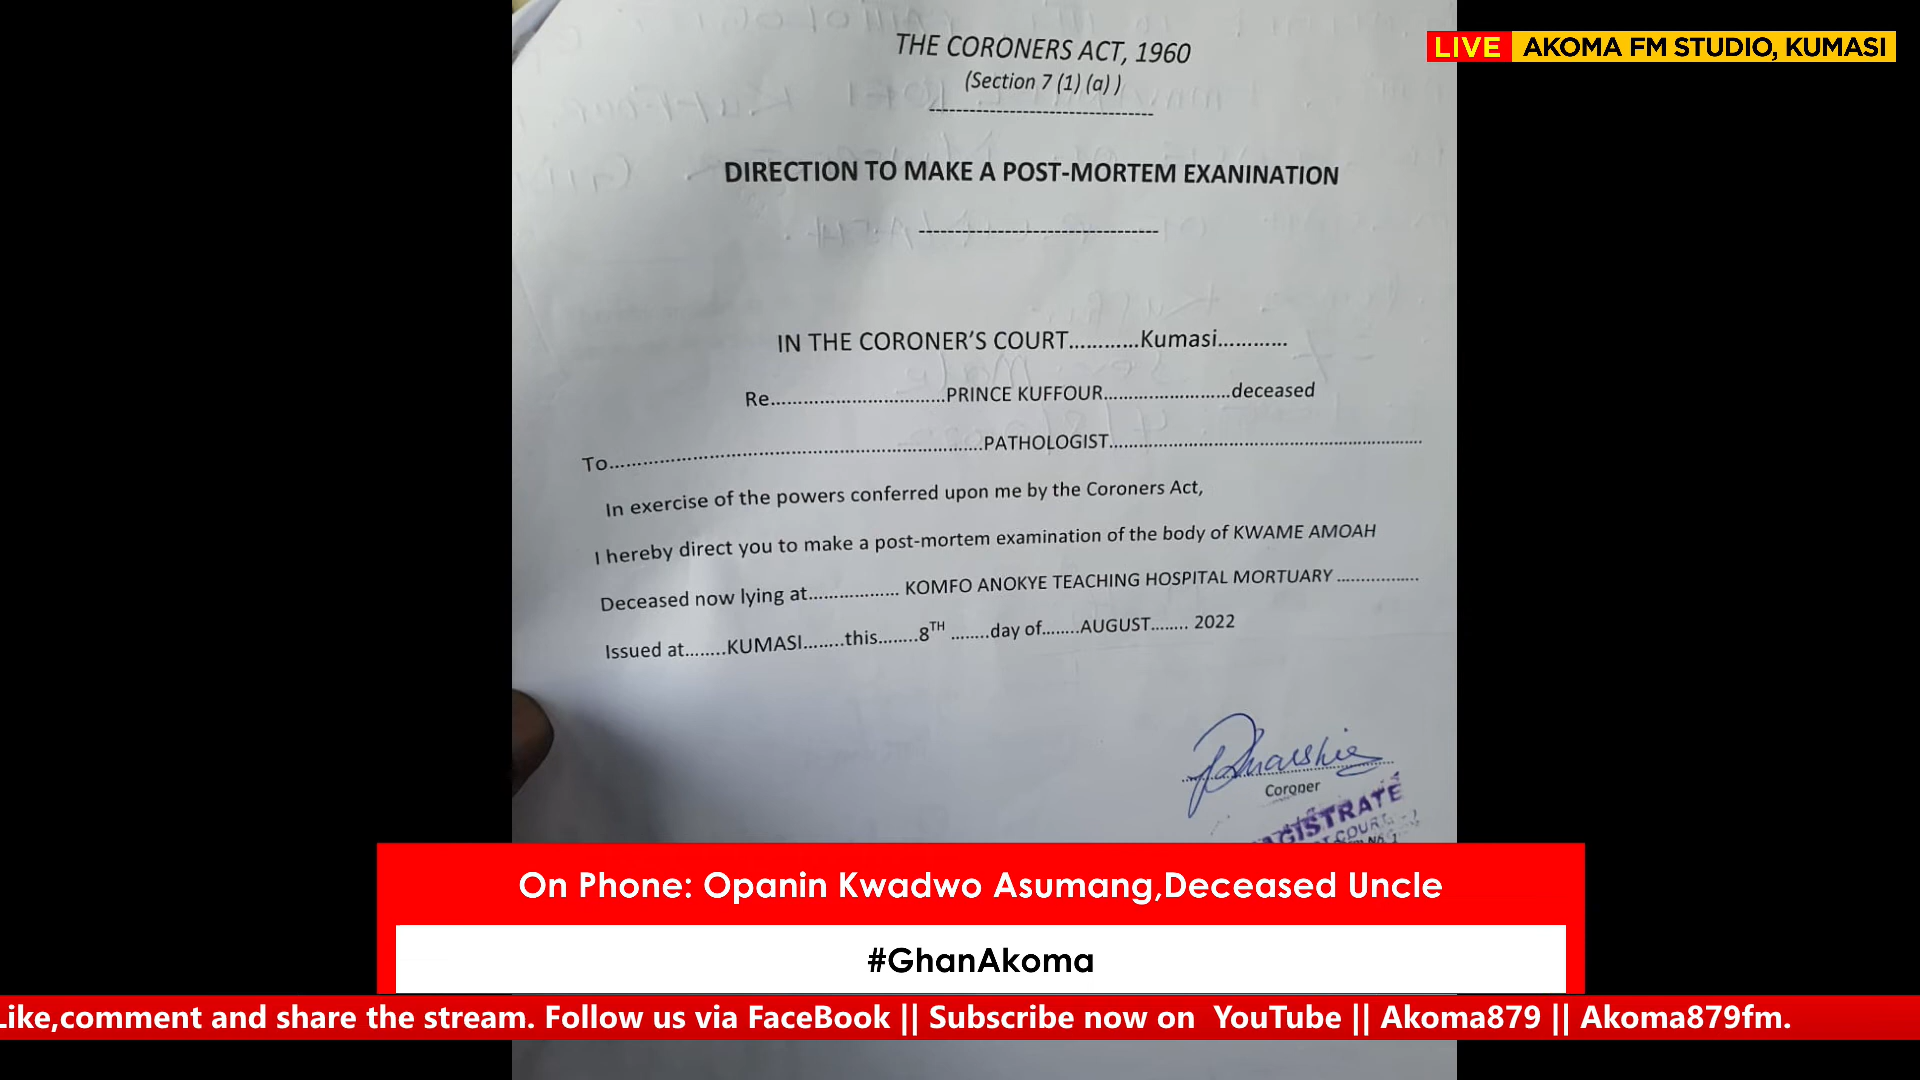 LIVE AKOMA FM STUDIO, KUMASI
THE CORONERS ACT, 1960
(Section 7 (1) (a) )
--------------------------------
DIRECTION TO MAKE A POST-MORTEM EXANINATION
--------------------------------
IN THE CORONER'S COURT............Kumasi............
Re................................PRINCE KUFFOUR........................deceased
To....................................................................PATHOLOGIST..........................................................
In exercise of the powers conferred upon me by the Coroners Act,
I hereby direct you to make a post-mortem examination of the body of KWAME AMOAH
Deceased now lying at................. KOMFO ANOKYE TEACHING HOSPITAL MORTUARY ................
Issued at........KUMASI........this........8TH ........day of........AUGUST........ 2022
Coroner
On Phone: Opanin Kwadwo Asumang,Deceased Uncle
#GhanAkoma
Like,comment and share the stream. Follow us via FaceBook || Subscribe now on YouTube || Akoma879 || Akoma879fm.